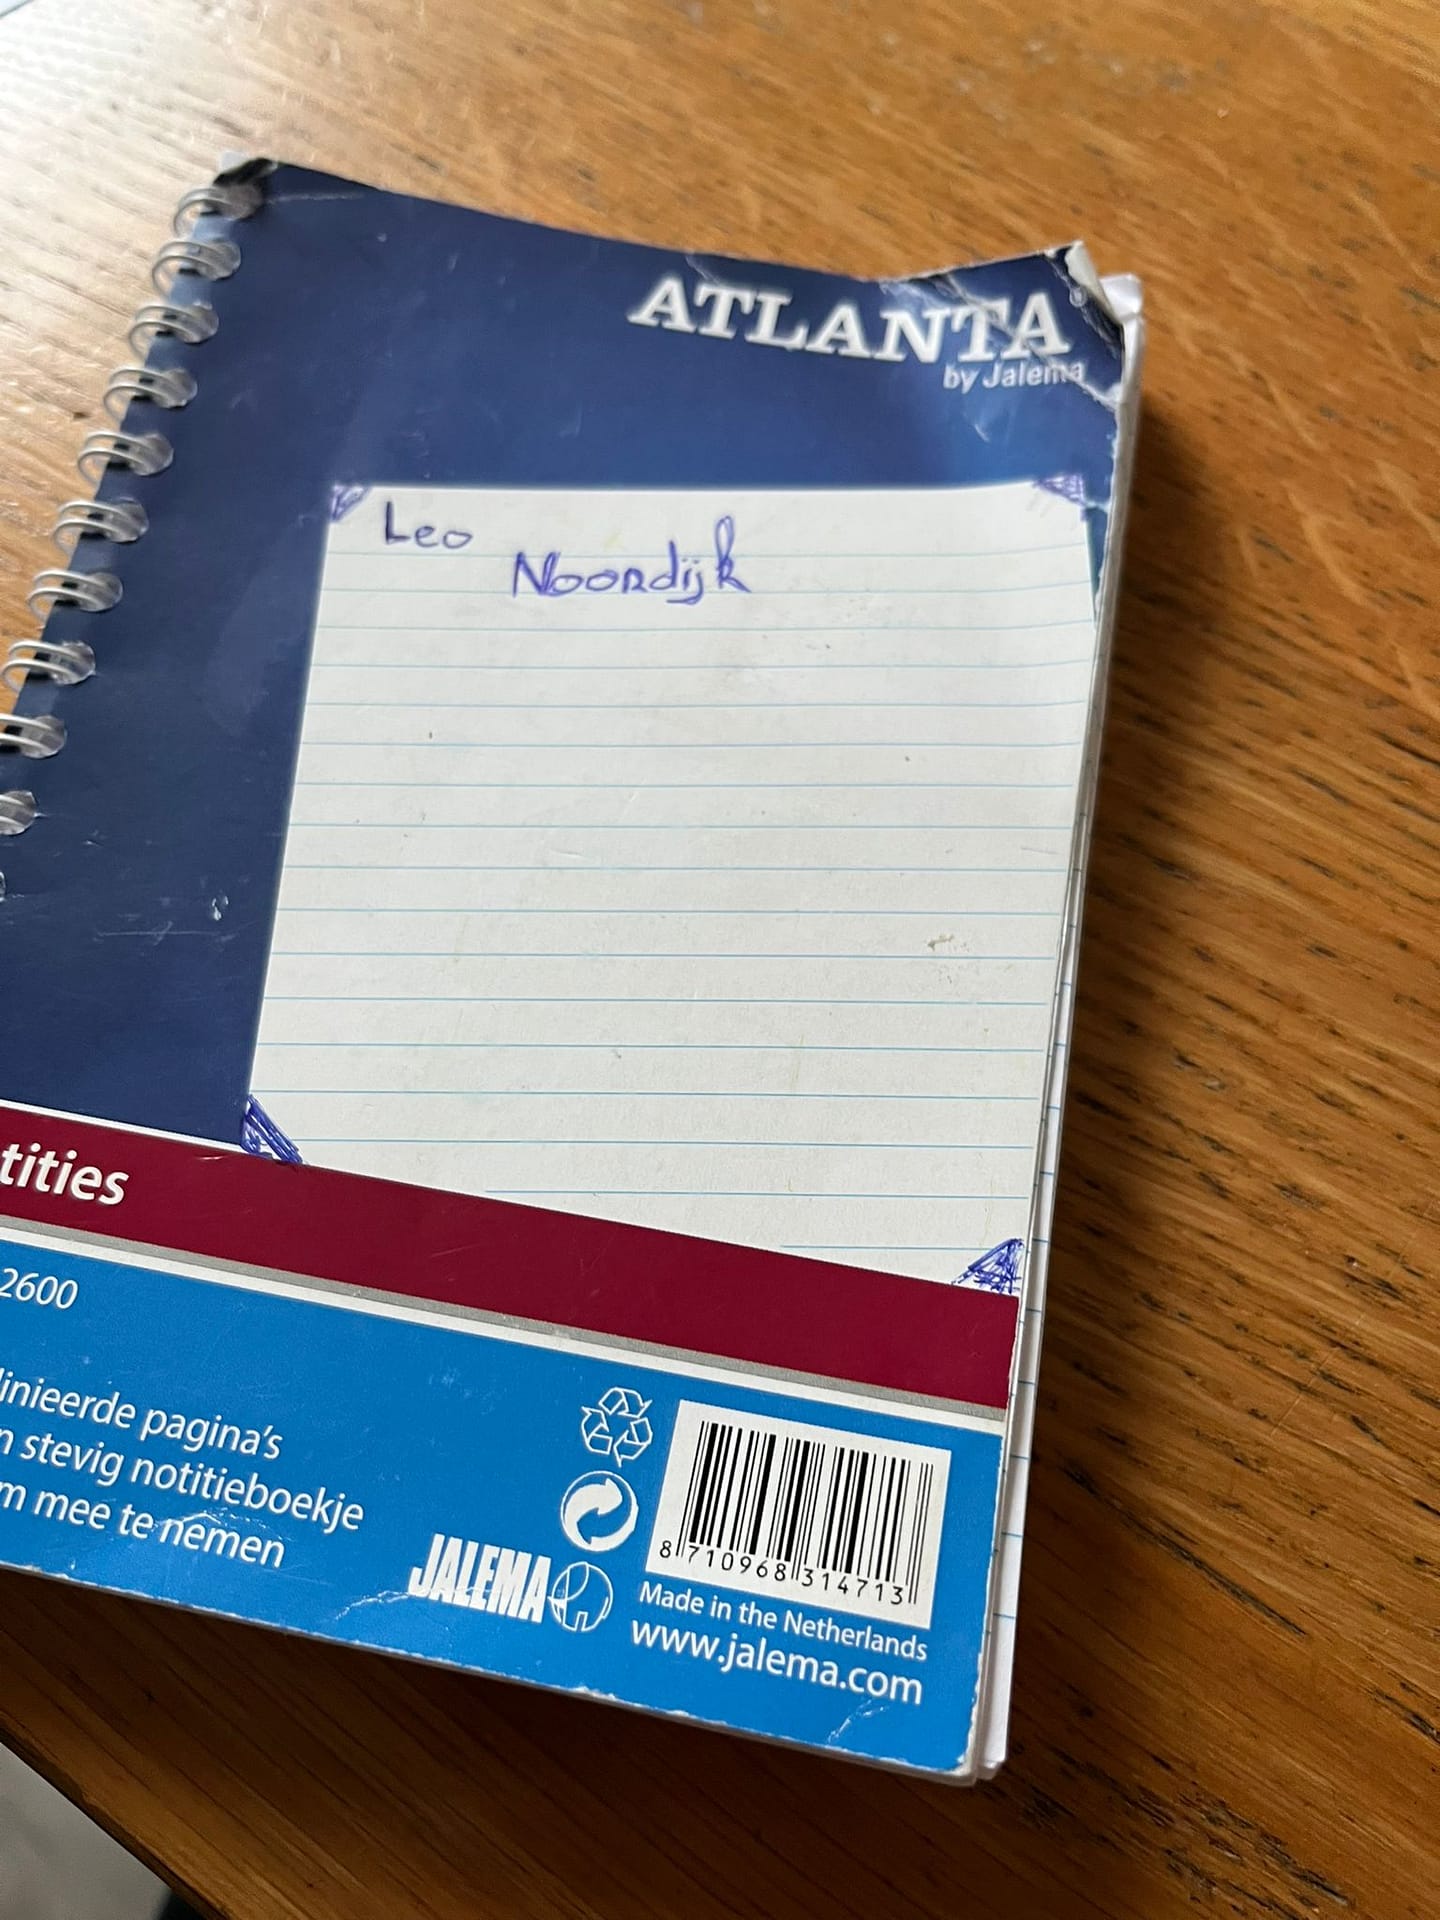 ATLANTA
by Jalema
Leo
Noordijk
tities
2600
linieerde pagina's
n stevig notitieboekje
m mee te nemen
JALEMA
8 710968 314713
Made in the Netherlands
www.jalema.com